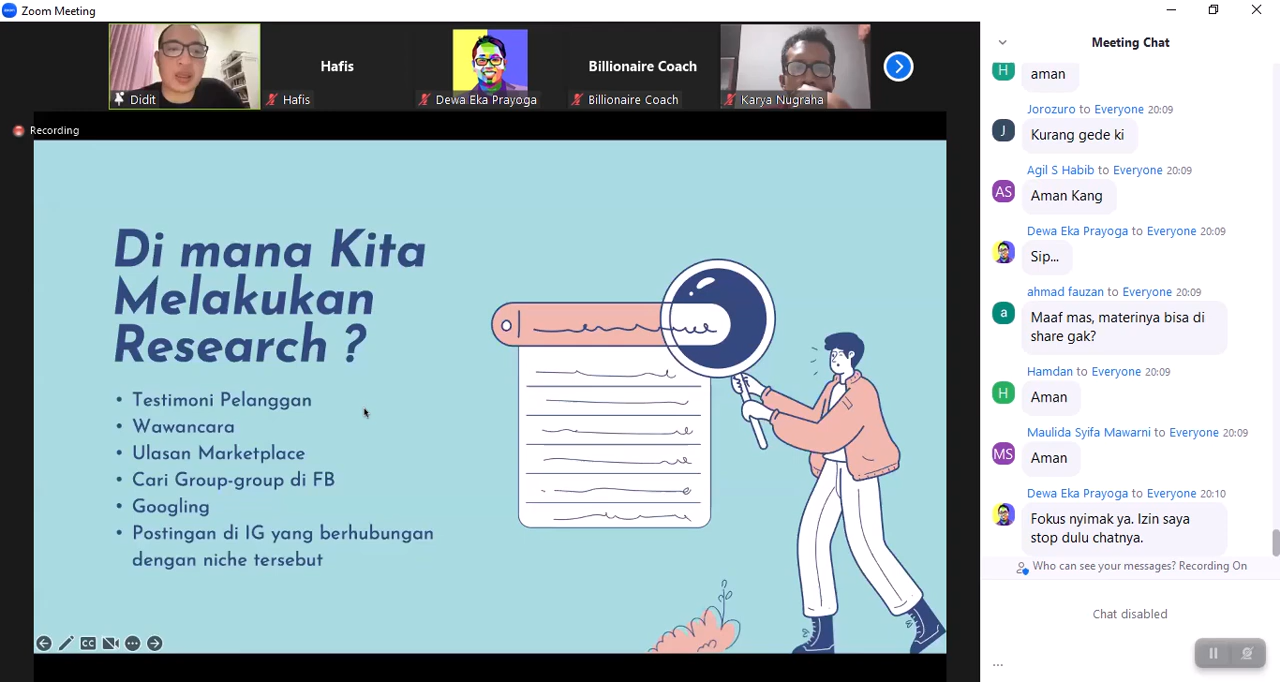 Zoom Meeting
Didit
Hafis
Hafis
Dewa Eka Prayoga
Billionaire Coach
Billionaire Coach
Karya Nugraha
Recording
Di mana Kita
Melakukan
Research ?
• Testimoni Pelanggan
• Wawancara
• Ulasan Marketplace
• Cari Group-group di FB
• Googling
• Postingan di IG yang berhubungan
dengan niche tersebut
CC
Meeting Chat
H
aman
Jorozuro to Everyone 20:09
J
Kurang gede ki
Agil S Habib to Everyone 20:09
AS
Aman Kang
Dewa Eka Prayoga to Everyone 20:09
Sip...
ahmad fauzan to Everyone 20:09
a
Maaf mas, materinya bisa di
share gak?
Hamdan to Everyone 20:09
H
Aman
Maulida Syifa Mawarni to Everyone 20:09
MS
Aman
Dewa Eka Prayoga to Everyone 20:10
Fokus nyimak ya. Izin saya
stop dulu chatnya.
Who can see your messages? Recording On
Chat disabled
...